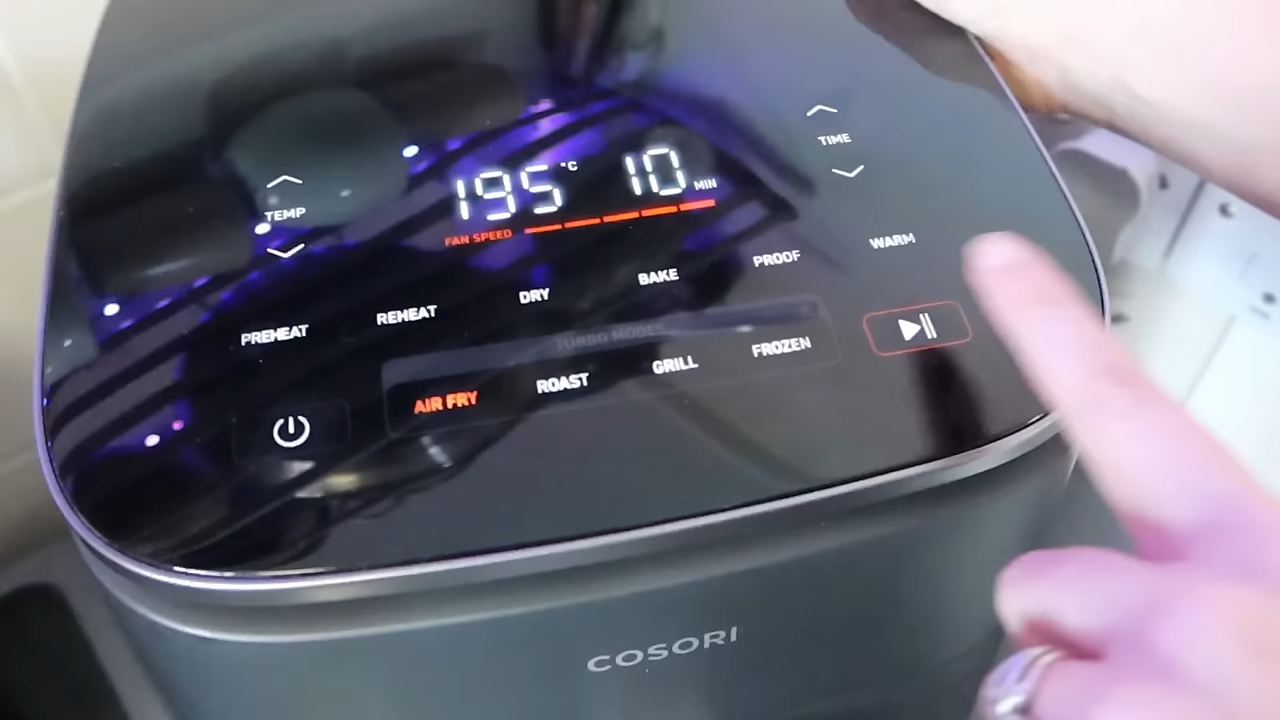 195 °C 10 MIN
TEMP
TIME
FAN SPEED
PREHEAT REHEAT DRY BAKE PROOF WARM
TURBO MODES
AIR FRY ROAST GRILL FROZEN
COSORI